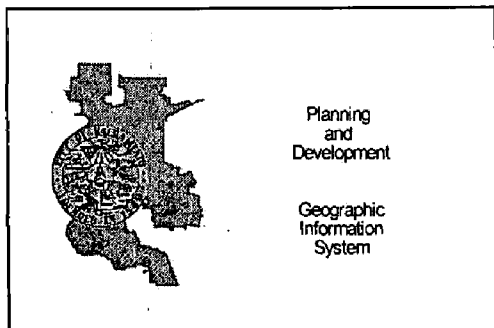 Planning
and
Development
Geographic
Information
System